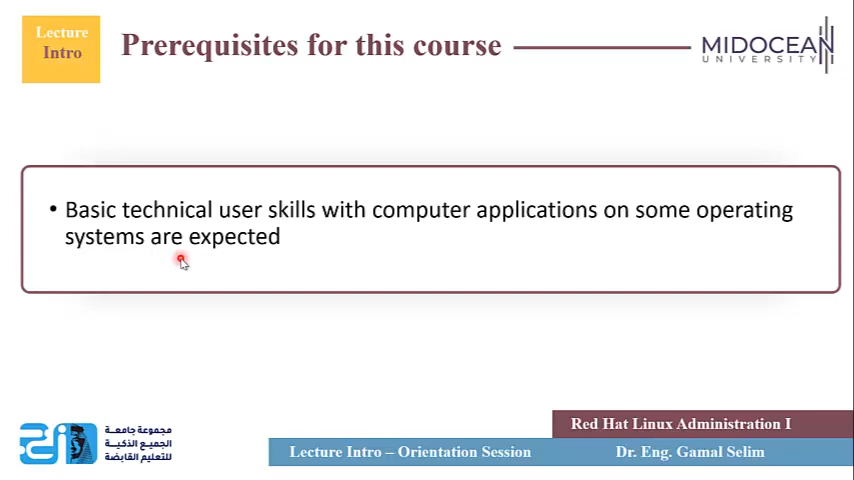 Lecture
Intro
Prerequisites for this course
MIDOCEAN
UNIVERSITY
• Basic technical user skills with computer applications on some operating
systems are expected
مجموعة جامعة
الجميع الذكية
للتعليم القابضة
Red Hat Linux Administration I
Lecture Intro – Orientation Session
Dr. Eng. Gamal Selim